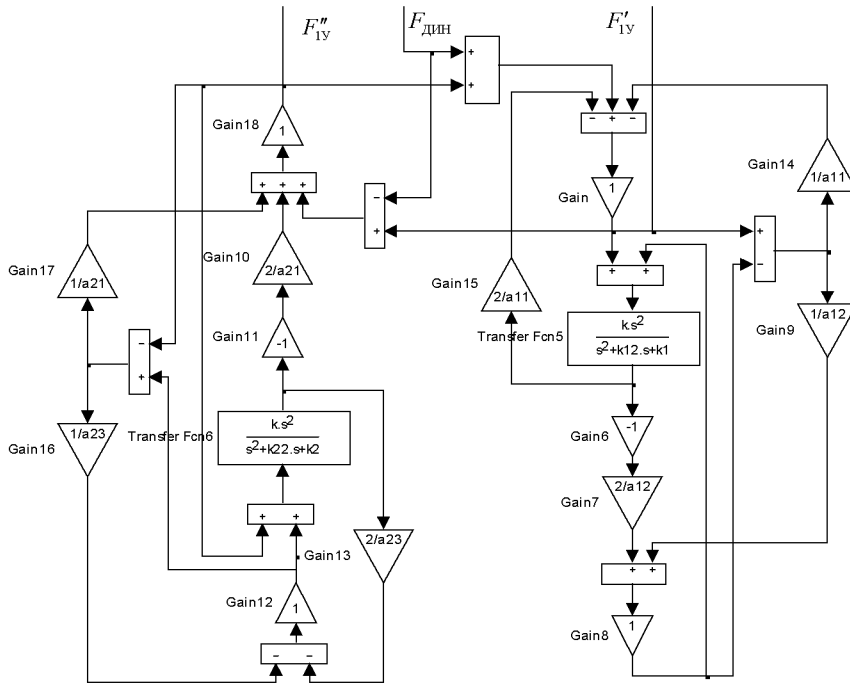 F″1У
FДИН
F′1У
+
+
Gain18
1
− + −
Gain14
1/a11
+ + +
−
+
Gain
1
+
−
Gain17
1/a21
Gain10
2/a21
Gain15
2/a11
+ +
Gain9
1/a12
Gain11
-1
−
+
Transfer Fcn5
k.s2
s2+k12.s+k1
Gain16
1/a23
Transfer Fcn6
k.s2
s2+k22.s+k2
Gain6
-1
Gain7
2/a12
+ +
Gain13
2/a23
+ +
Gain12
1
Gain8
1
− −